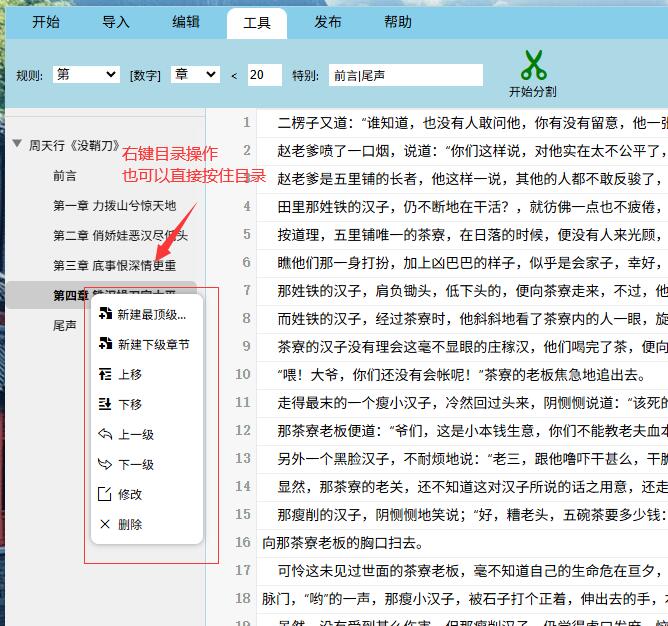 开始 导入 编辑 工具 发布 帮助
规则: 第 [数字] 章 < 20 特别: 前言|尾声 开始分割
周天行《没鞘刀》
前言
第一章 力拨山兮惊天地
第二章 俏娇娃恶汉尽低头
第三章 底事恨深情更重
第四章
尾声
右键目录操作
也可以直接按住目录
新建最顶级...
新建下级章节
上移
下移
上一级
下一级
修改
删除
1 二楞子又道：“谁知道，也没有人敢问他，你有没有留意，他一
2 赵老爹喷了一口烟，说道：“你们这样说，对他实在太不公平了，
3 赵老爹是五里铺的长者，他这样一说，其他的人都不敢反骏了，
4 田里那姓铁的汉子，仍不断地在干活？，就彷佛一点也不疲倦，
5 按道理，五里铺唯一的茶寮，在日落的时候，便没有人来光顾，
6 瞧他们那一身打扮，加上凶巴巴的样子，似乎是会家子，幸好，
7 那姓铁的汉子，肩负锄头，低下头的，便向茶寮走来，不过，他
8 而姓铁的汉子，经过茶寮时，他斜斜地看了茶寮内的人一眼，旋
9 茶寮的汉子没有理会这毫不显眼的庄稼汉，他们喝完了茶，便向
10 “喂！大爷，你们还没有会帐呢！”茶寮的老板焦急地追出去。
11 走得最末的一个瘦小汉子，冷然回过头来，阴恻恻说道：“该死的
12 那茶寮老板便道：“爷们，这是小本钱生意，你们不能教老夫血本
13 另外一个黑脸汉子，不耐烦地说：“老三，跟他噜吓干甚么，干脆
14 显然，那茶寮的老关，还不知道这对汉子所说的话之用意，还走
15 那瘦削的汉子，阴恻恻地笑说；“好，糟老头，五碗茶要多少钱：
16 向那茶寮老板的胸口扫去。
17 可怜这未见过世面的茶寮老板，毫不知道自己的生命危在亘夕，
18 脉门，“哟”的一声，那瘦小汉子，被石子打个正着，伸出去的手，
19 虽然，没有受到甚么伤害，但那瘦削汉子，仍觉得虎口发麻，